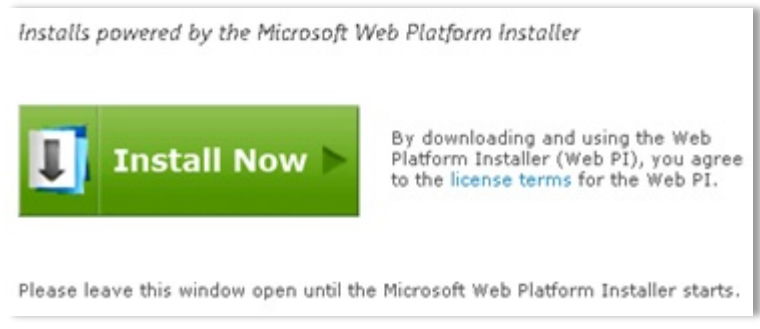 Installs powered by the Microsoft Web Platform Installer
Install Now
By downloading and using the Web
Platform Installer (Web PI), you agree
to the license terms for the Web PI.
Please leave this window open until the Microsoft Web Platform Installer starts.